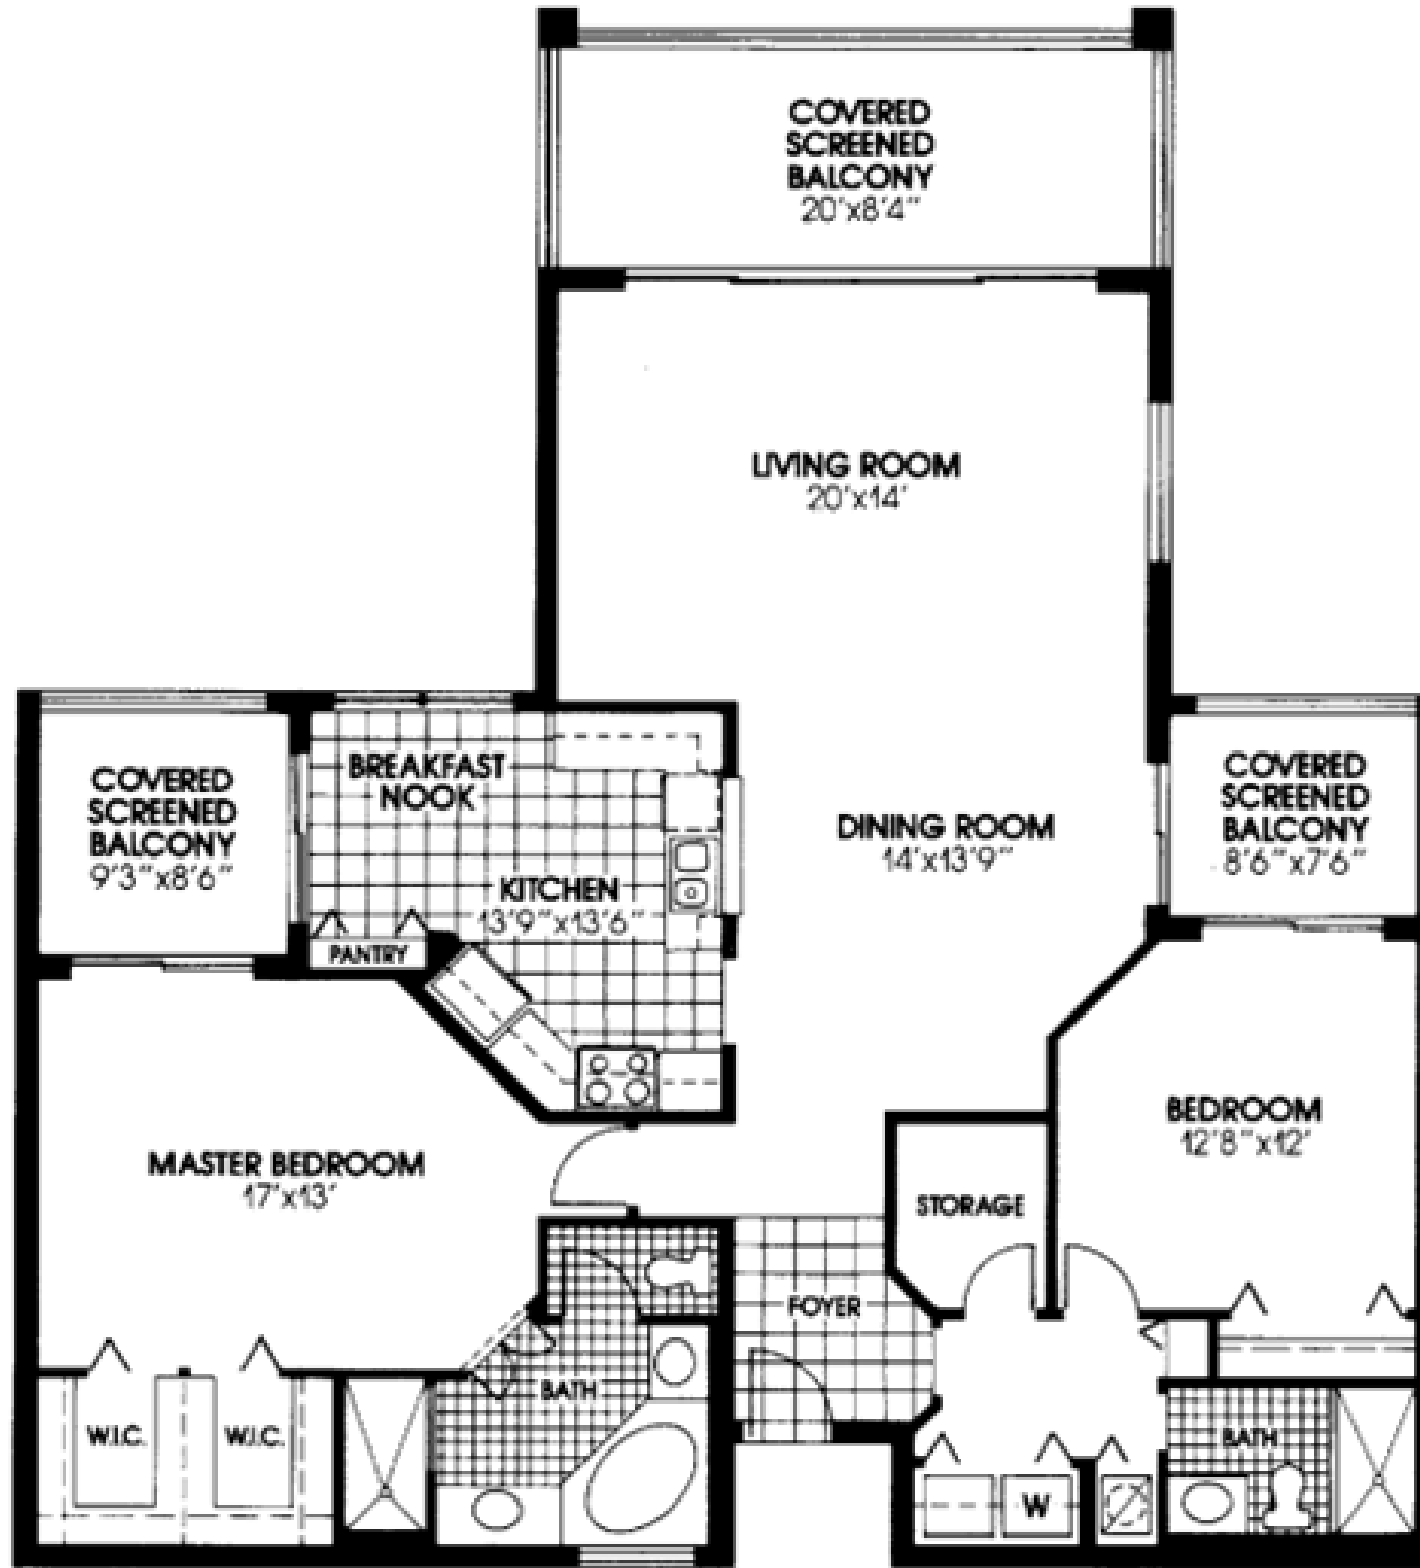 COVERED
SCREENED
BALCONY
20'x8'4"
LIVING ROOM
20'x14'
COVERED
SCREENED
BALCONY
9'3"x8'6"
BREAKFAST
NOOK
KITCHEN
13'9"x13'6"
PANTRY
DINING ROOM
14'x13'9"
COVERED
SCREENED
BALCONY
8'6"x7'6"
MASTER BEDROOM
17'x13'
BEDROOM
12'8"x12'
STORAGE
FOYER
BATH
W.I.C.
W.I.C.
BATH
W